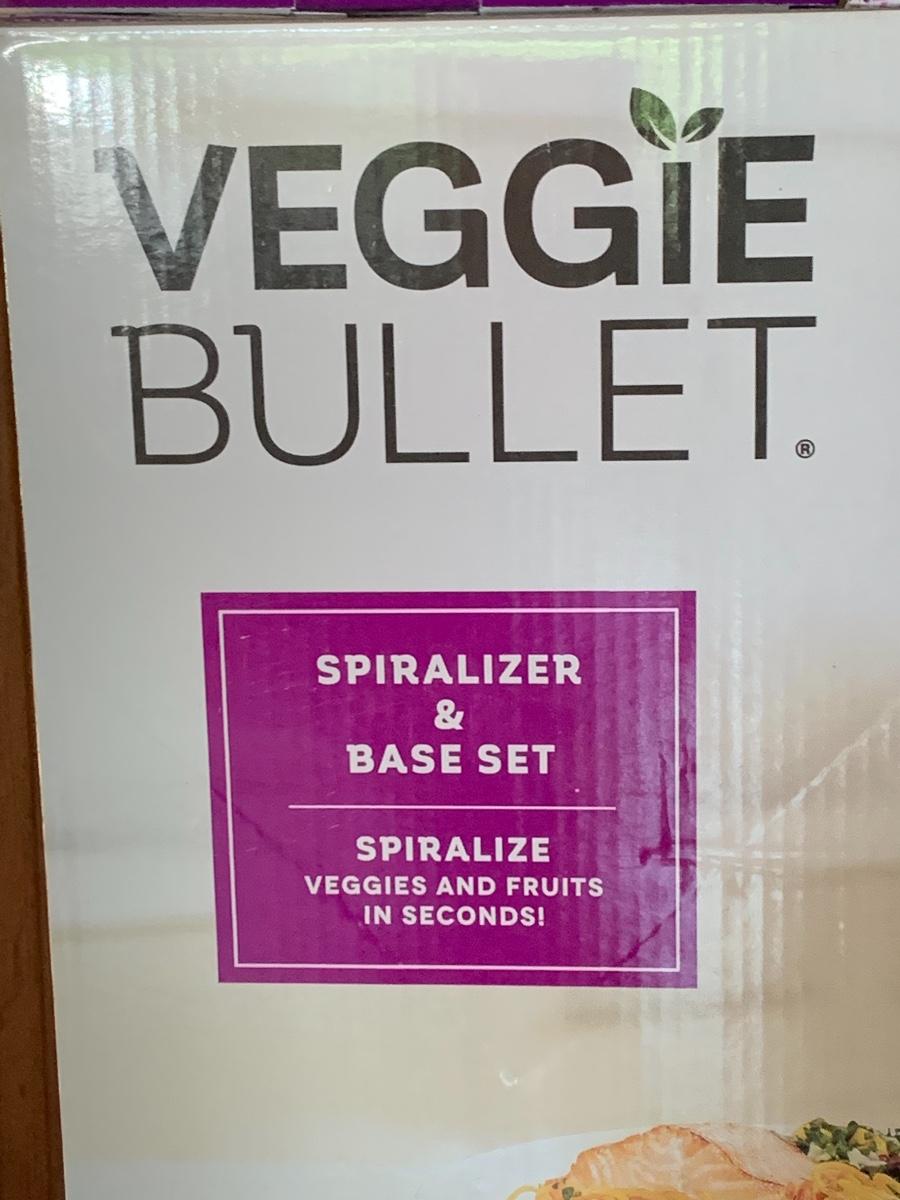 VEGGiE
BULLET®
SPIRALIZER
&
BASE SET
SPIRALIZE
VEGGIES AND FRUITS
IN SECONDS!